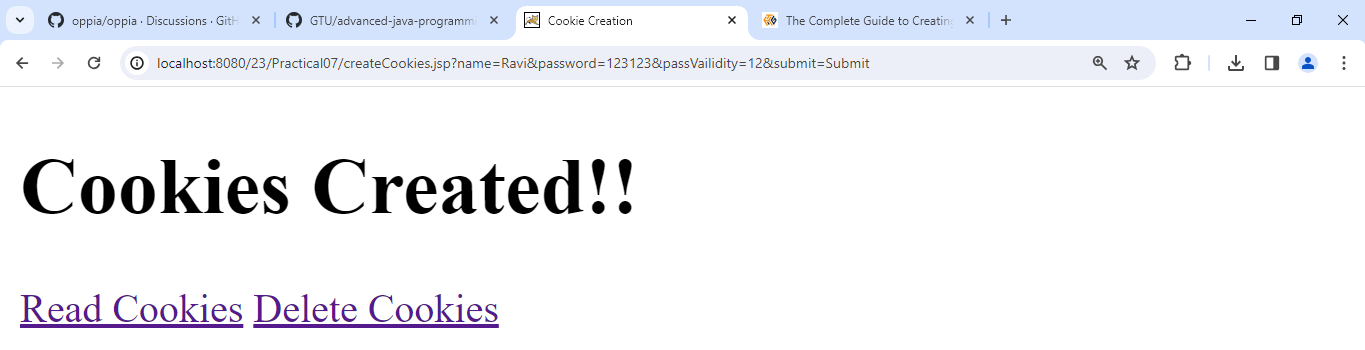 oppia/oppia · Discussions · GitH
GTU/advanced-java-programm
Cookie Creation
The Complete Guide to Creating
localhost:8080/23/Practical07/createCookies.jsp?name=Ravi&password=123123&passVailidity=12&submit=Submit
Cookies Created!!
Read Cookies Delete Cookies